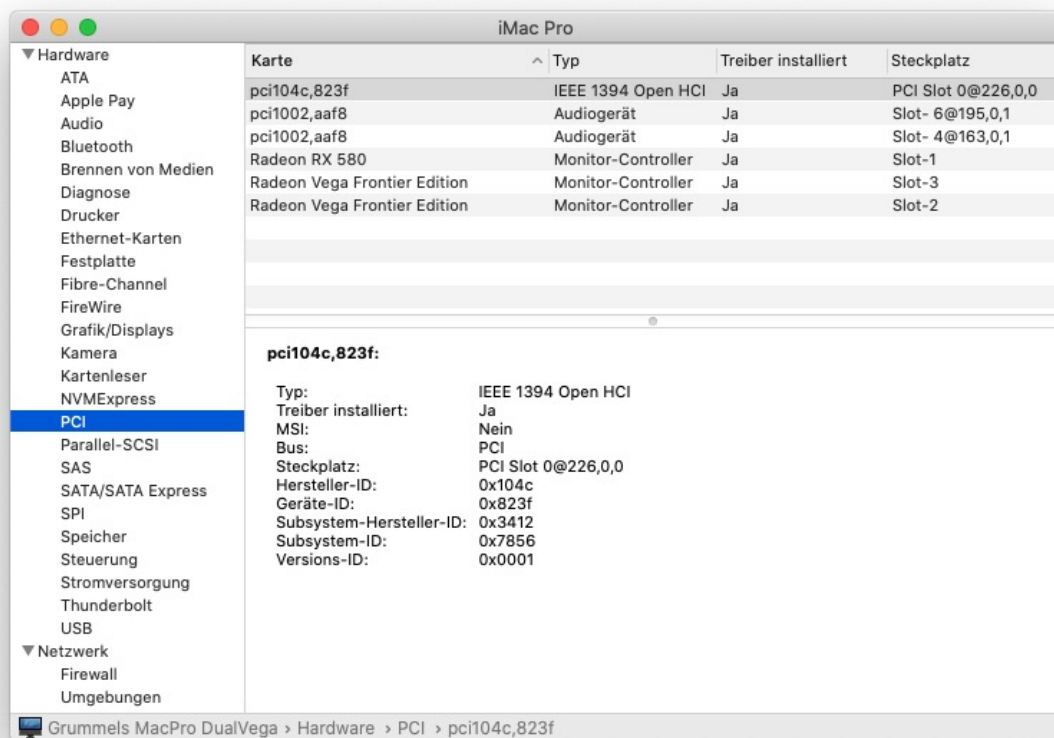 iMac Pro
Hardware
ATA
Apple Pay
Audio
Bluetooth
Brennen von Medien
Diagnose
Drucker
Ethernet-Karten
Festplatte
Fibre-Channel
FireWire
Grafik/Displays
Kamera
Kartenleser
NVMExpress
PCI
Parallel-SCSI
SAS
SATA/SATA Express
SPI
Speicher
Steuerung
Stromversorgung
Thunderbolt
USB
Netzwerk
Firewall
Umgebungen
Karte Typ Treiber installiert Steckplatz
pci104c,823f IEEE 1394 Open HCI Ja PCI Slot 0@226,0,0
pci1002,aaf8 Audiogerät Ja Slot- 6@195,0,1
pci1002,aaf8 Audiogerät Ja Slot- 4@163,0,1
Radeon RX 580 Monitor-Controller Ja Slot-1
Radeon Vega Frontier Edition Monitor-Controller Ja Slot-3
Radeon Vega Frontier Edition Monitor-Controller Ja Slot-2
pci104c,823f:
Typ: IEEE 1394 Open HCI
Treiber installiert: Ja
MSI: Nein
Bus: PCI
Steckplatz: PCI Slot 0@226,0,0
Hersteller-ID: 0x104c
Geräte-ID: 0x823f
Subsystem-Hersteller-ID: 0x3412
Subsystem-ID: 0x7856
Versions-ID: 0x0001
Grummels MacPro DualVega › Hardware › PCI › pci104c,823f